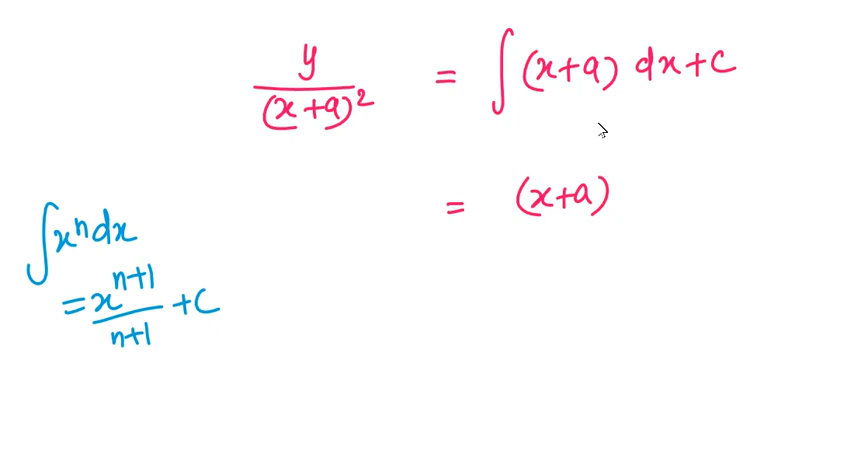 y/(x+a)² = ∫(x+a) dx+C
= (x+a)
∫xⁿdx
= xⁿ⁺¹/(n+1) +C